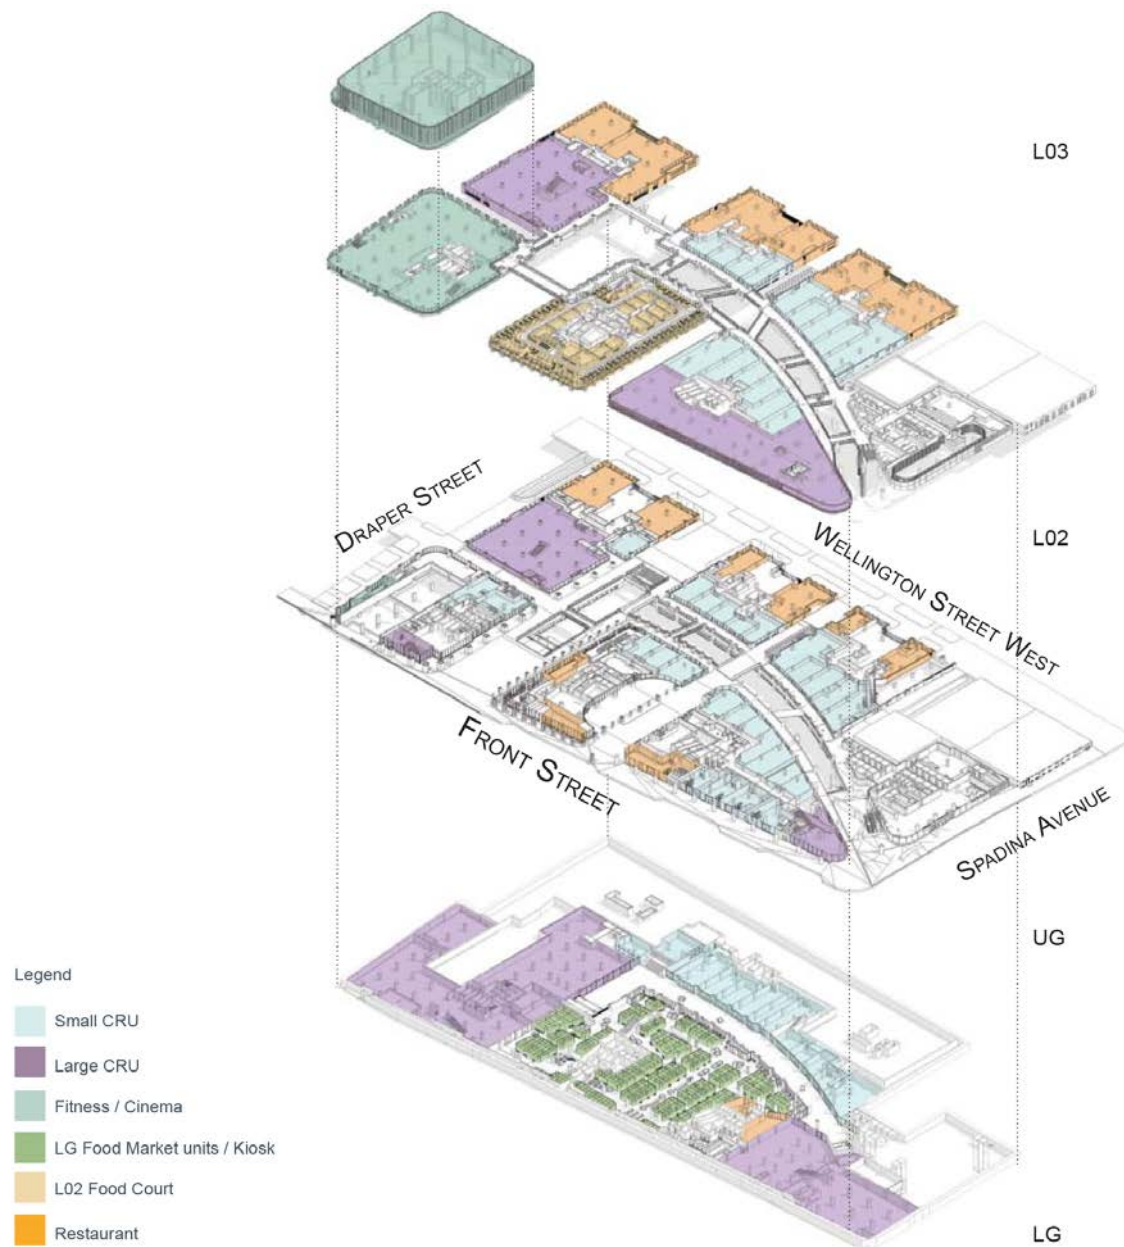 L03
Draper Street
Wellington Street West
L02
Front Street
Spadina Avenue
UG
Legend
Small CRU
Large CRU
Fitness / Cinema
LG Food Market units / Kiosk
L02 Food Court
Restaurant
LG